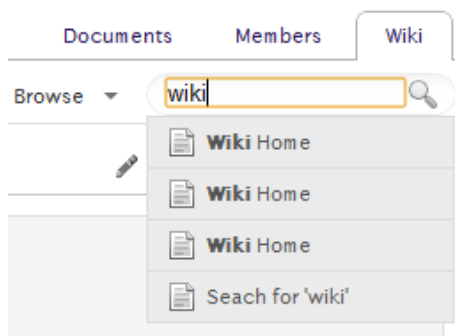 Documents Members Wiki
Browse wiki
Wiki Home
Wiki Home
Wiki Home
Seach for 'wiki'